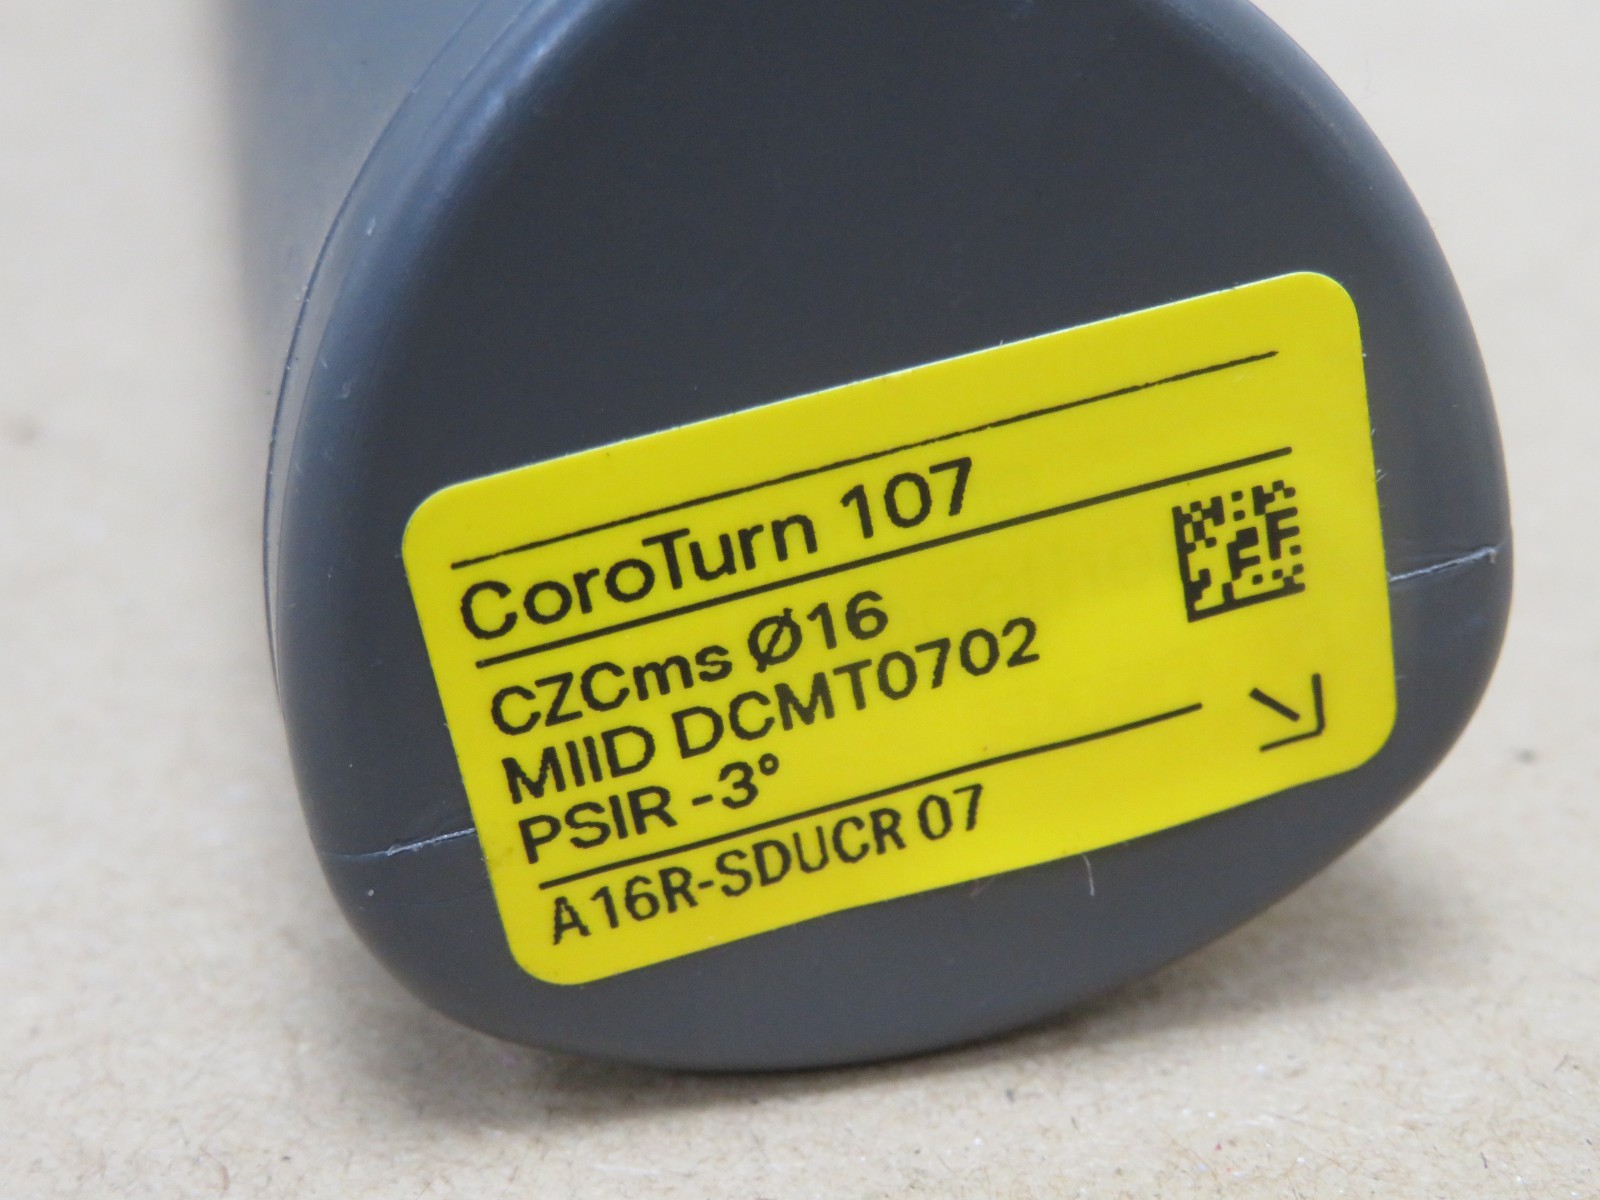 CoroTurn 107
CZCms Ø16
MIID DCMT0702
PSIR -3°
A16R-SDUCR 07